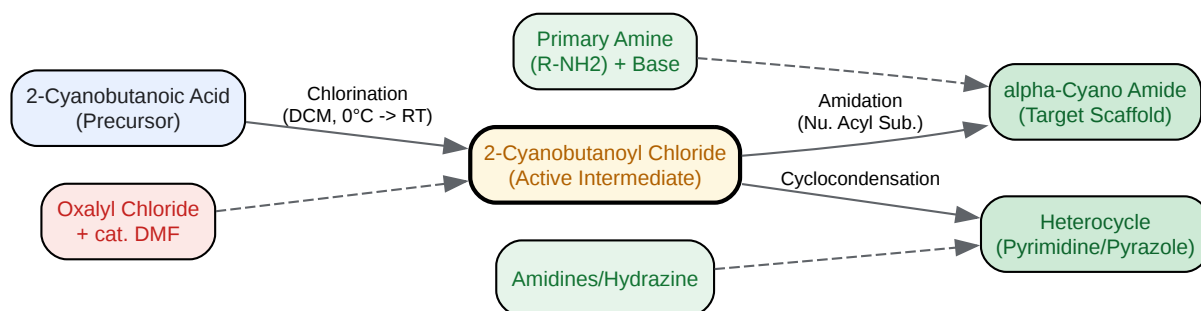 Primary Amine
(R-NH2) + Base
2-Cyanobutanoic Acid
(Precursor)
Chlorination
(DCM, 0°C -> RT)
Amidation
(Nu. Acyl Sub.)
alpha-Cyano Amide
(Target Scaffold)
2-Cyanobutanoyl Chloride
(Active Intermediate)
Cyclocondensation
Oxalyl Chloride
+ cat. DMF
Heterocycle
(Pyrimidine/Pyrazole)
Amidines/Hydrazine